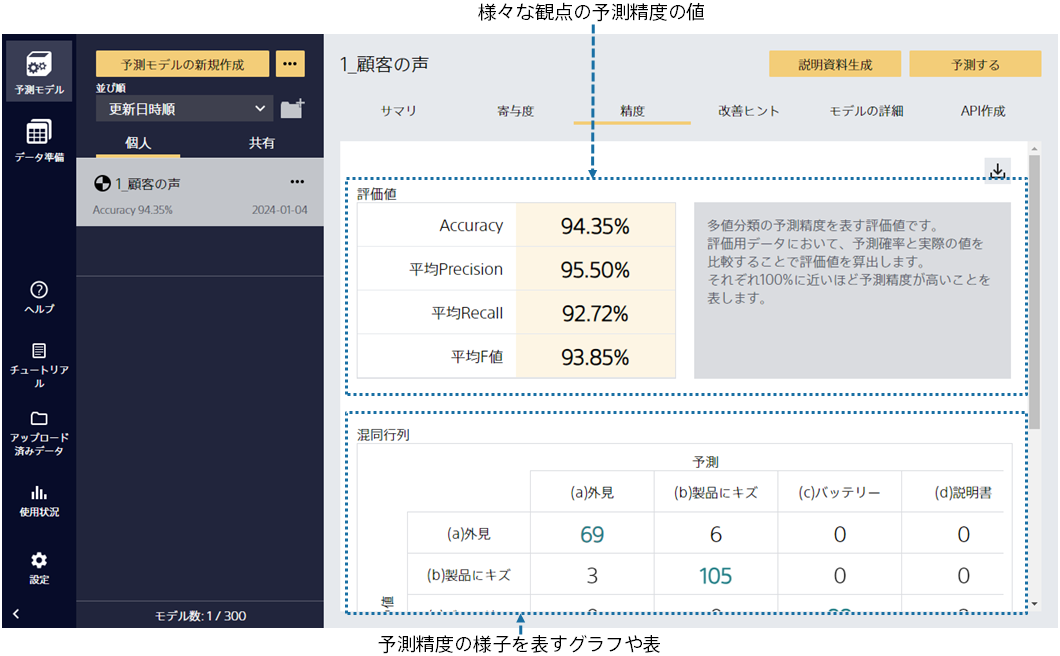 様々な観点の予測精度の値
予測モデル
データ準備
ヘルプ
チュートリア
ル
アップロード
済みデータ
使用状況
設定
予測モデルの新規作成
並び順
更新日時順
個人 共有
1_顧客の声
Accuracy 94.35% 2024-01-04
モデル数: 1 / 300
1_顧客の声
説明資料生成 予測する
サマリ 寄与度 精度 改善ヒント モデルの詳細 API作成
評価値
Accuracy 94.35%
平均Precision 95.50%
平均Recall 92.72%
平均F値 93.85%
多値分類の予測精度を表す評価値です。
評価用データにおいて、予測確率と実際の値を
比較することで評価値を算出します。
それぞれ100%に近いほど予測精度が高いことを
表します。
混同行列
予測
(a)外見 (b)製品にキズ (c)バッテリー (d)説明書
(a)外見 69 6 0 0
(b)製品にキズ 3 105 0 0
値
予測精度の様子を表すグラフや表